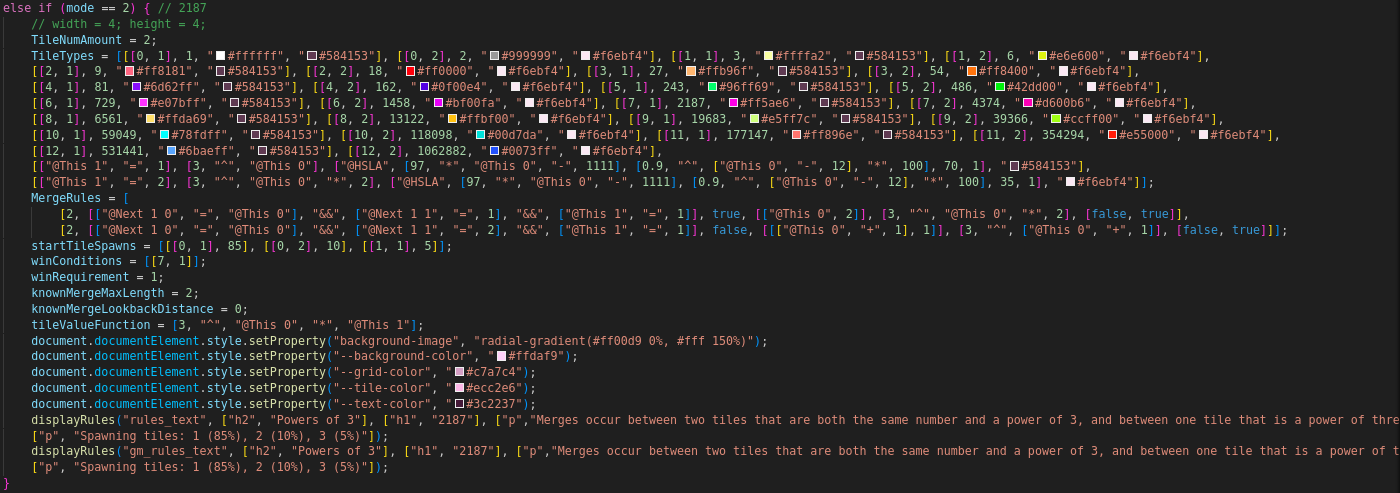 else if (mode == 2) { // 2187
// width = 4; height = 4;
TileNumAmount = 2;
TileTypes = [[[0, 1], 1, "#ffffff", "#584153"], [[0, 2], 2, "#999999", "#f6ebf4"], [[1, 1], 3, "#ffffa2", "#584153"], [[1, 2], 6, "#e6e600", "#f6ebf4"],
[[2, 1], 9, "#ff8181", "#584153"], [[2, 2], 18, "#ff0000", "#f6ebf4"], [[3, 1], 27, "#ffb96f", "#584153"], [[3, 2], 54, "#ff8400", "#f6ebf4"],
[[4, 1], 81, "#6d62ff", "#584153"], [[4, 2], 162, "#0f00e4", "#f6ebf4"], [[5, 1], 243, "#96ff69", "#584153"], [[5, 2], 486, "#42dd00", "#f6ebf4"],
[[6, 1], 729, "#e07bff", "#584153"], [[6, 2], 1458, "#bf00fa", "#f6ebf4"], [[7, 1], 2187, "#ff5ae6", "#584153"], [[7, 2], 4374, "#d600b6", "#f6ebf4"],
[[8, 1], 6561, "#ffda69", "#584153"], [[8, 2], 13122, "#ffbf00", "#f6ebf4"], [[9, 1], 19683, "#e5ff7c", "#584153"], [[9, 2], 39366, "#ccff00", "#f6ebf4"],
[[10, 1], 59049, "#78fdff", "#584153"], [[10, 2], 118098, "#00d7da", "#f6ebf4"], [[11, 1], 177147, "#ff896e", "#584153"], [[11, 2], 354294, "#e55000", "#f6ebf4"],
[[12, 1], 531441, "#6baeff", "#584153"], [[12, 2], 1062882, "#0073ff", "#f6ebf4"],
[["@This 1", "=", 1], [3, "^", "@This 0"], ["@HSLA", [97, "*", "@This 0", "-", 1111], [0.9, "^", ["@This 0", "-", 12], "*", 100], 70, 1], "#584153"],
[["@This 1", "=", 2], [3, "^", "@This 0", "*", 2], ["@HSLA", [97, "*", "@This 0", "-", 1111], [0.9, "^", ["@This 0", "-", 12], "*", 100], 35, 1], "#f6ebf4"]];
MergeRules = [
[2, [["@Next 1 0", "=", "@This 0"], "&&", ["@Next 1 1", "=", 1], "&&", ["@This 1", "=", 1]], true, [["@This 0", 2]], [3, "^", "@This 0", "*", 2], [false, true]],
[2, [["@Next 1 0", "=", "@This 0"], "&&", ["@Next 1 1", "=", 2], "&&", ["@This 1", "=", 1]], false, [[["@This 0", "+", 1], 1]], [3, "^", ["@This 0", "+", 1]], [false, true]]];
startTileSpawns = [[[0, 1], 85], [[0, 2], 10], [[1, 1], 5]];
winConditions = [[7, 1]];
winRequirement = 1;
knownMergeMaxLength = 2;
knownMergeLookbackDistance = 0;
tileValueFunction = [3, "^", "@This 0", "*", "@This 1"];
document.documentElement.style.setProperty("background-image", "radial-gradient(#ff00d9 0%, #fff 150%)");
document.documentElement.style.setProperty("--background-color", "#ffdaf9");
document.documentElement.style.setProperty("--grid-color", "#c7a7c4");
document.documentElement.style.setProperty("--tile-color", "#ecc2e6");
document.documentElement.style.setProperty("--text-color", "#3c2237");
displayRules("rules_text", ["h2", "Powers of 3"], ["h1", "2187"], ["p","Merges occur between two tiles that are both the same number and a power of 3, and between one tile that is a power of thre
["p", "Spawning tiles: 1 (85%), 2 (10%), 3 (5%)"]);
displayRules("gm_rules_text", ["h2", "Powers of 3"], ["h1", "2187"], ["p","Merges occur between two tiles that are both the same number and a power of 3, and between one tile that is a power of t
["p", "Spawning tiles: 1 (85%), 2 (10%), 3 (5%)"]);
}